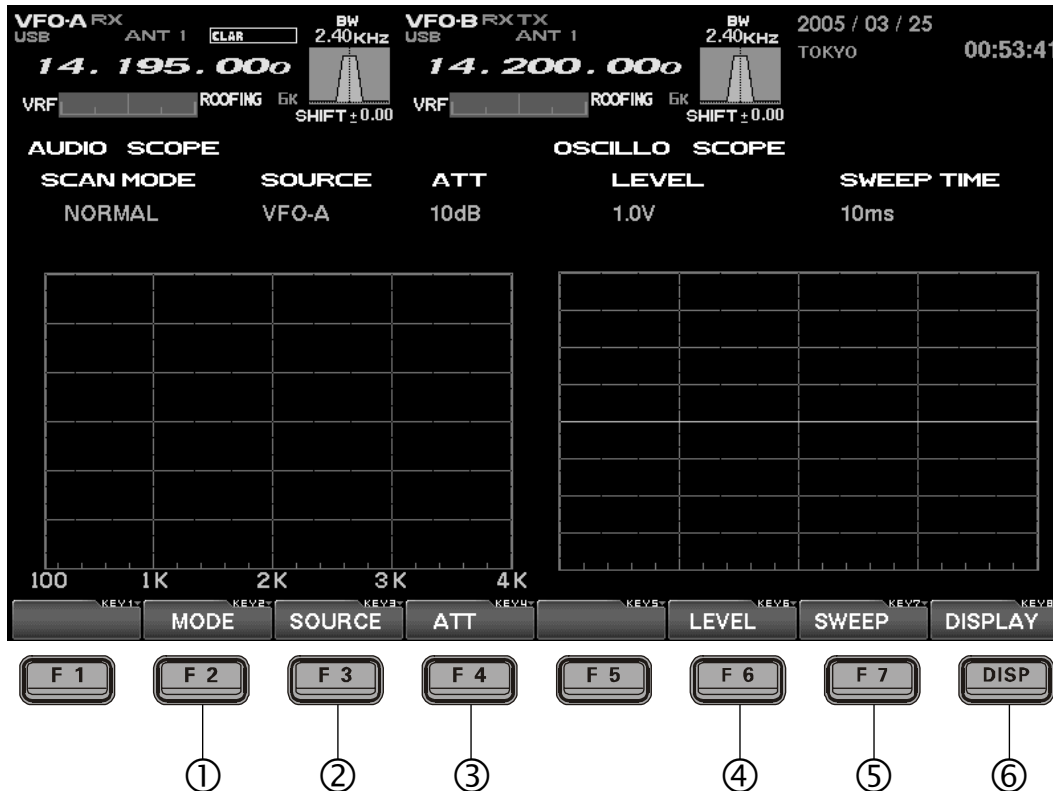 VFO-A RX
USB ANT 1 CLAR
BW
2.40KHz
14.195.000
VRF ROOFING БК
SHIFT ±0.00
VFO-B RX TX
USB ANT 1
BW
2.40KHz
14.200.000
VRF ROOFING БК
SHIFT ±0.00
2005 / 03 / 25
TOKYO 00:53:41
AUDIO SCOPE
SCAN MODE SOURCE ATT
NORMAL VFO-A 10dB
OSCILLO SCOPE
LEVEL SWEEP TIME
1.0V 10ms
100 1K 2K 3K 4K
KEY1 KEY2 KEY3 KEY4 KEY5 KEY6 KEY7 KEY8
MODE SOURCE ATT LEVEL SWEEP DISPLAY
F 1 F 2 F 3 F 4 F 5 F 6 F 7 DISP
① ② ③ ④ ⑤ ⑥